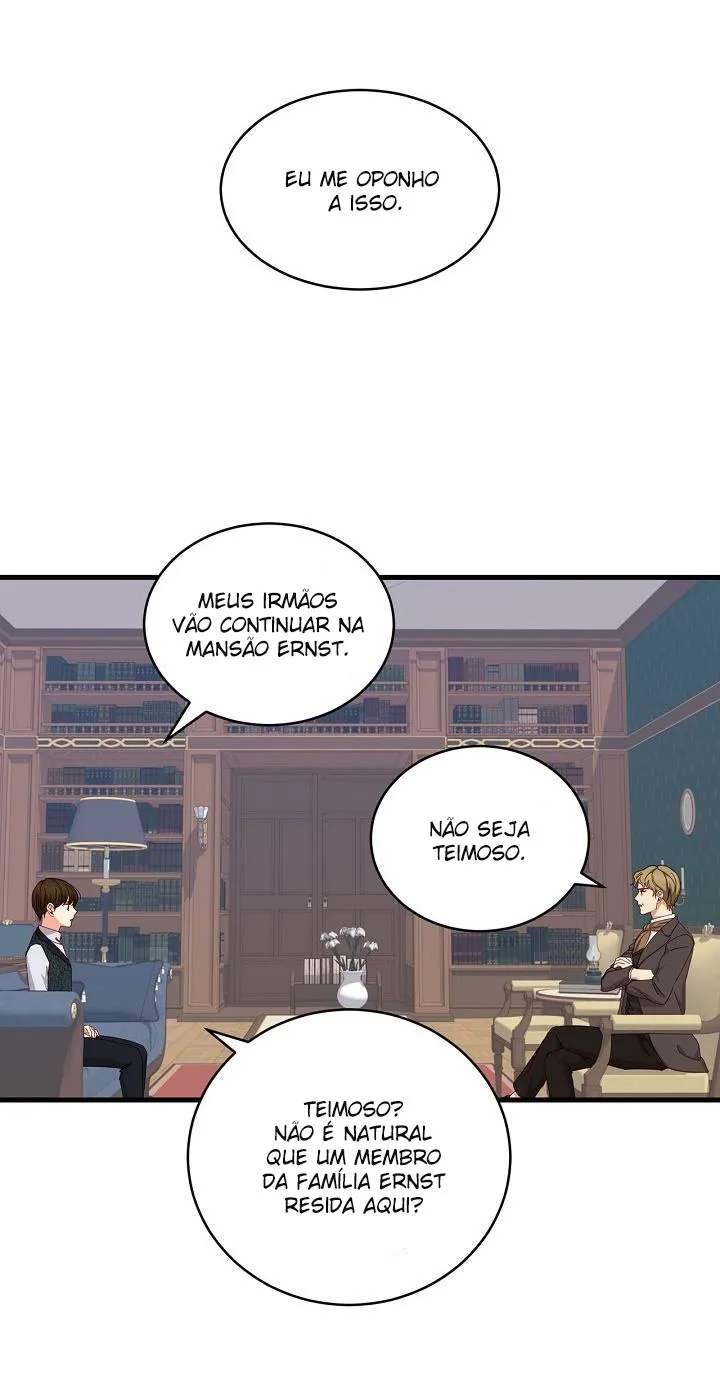 EU ME OPONHO
A ISSO.
MEUS IRMÃOS
VÃO CONTINUAR NA
MANSÃO ERNST.
NÃO SEJA
TEIMOSO.
TEIMOSO?
NÃO É NATURAL
QUE UM MEMBRO
DA FAMÍLIA ERNST
RESIDA AQUI?